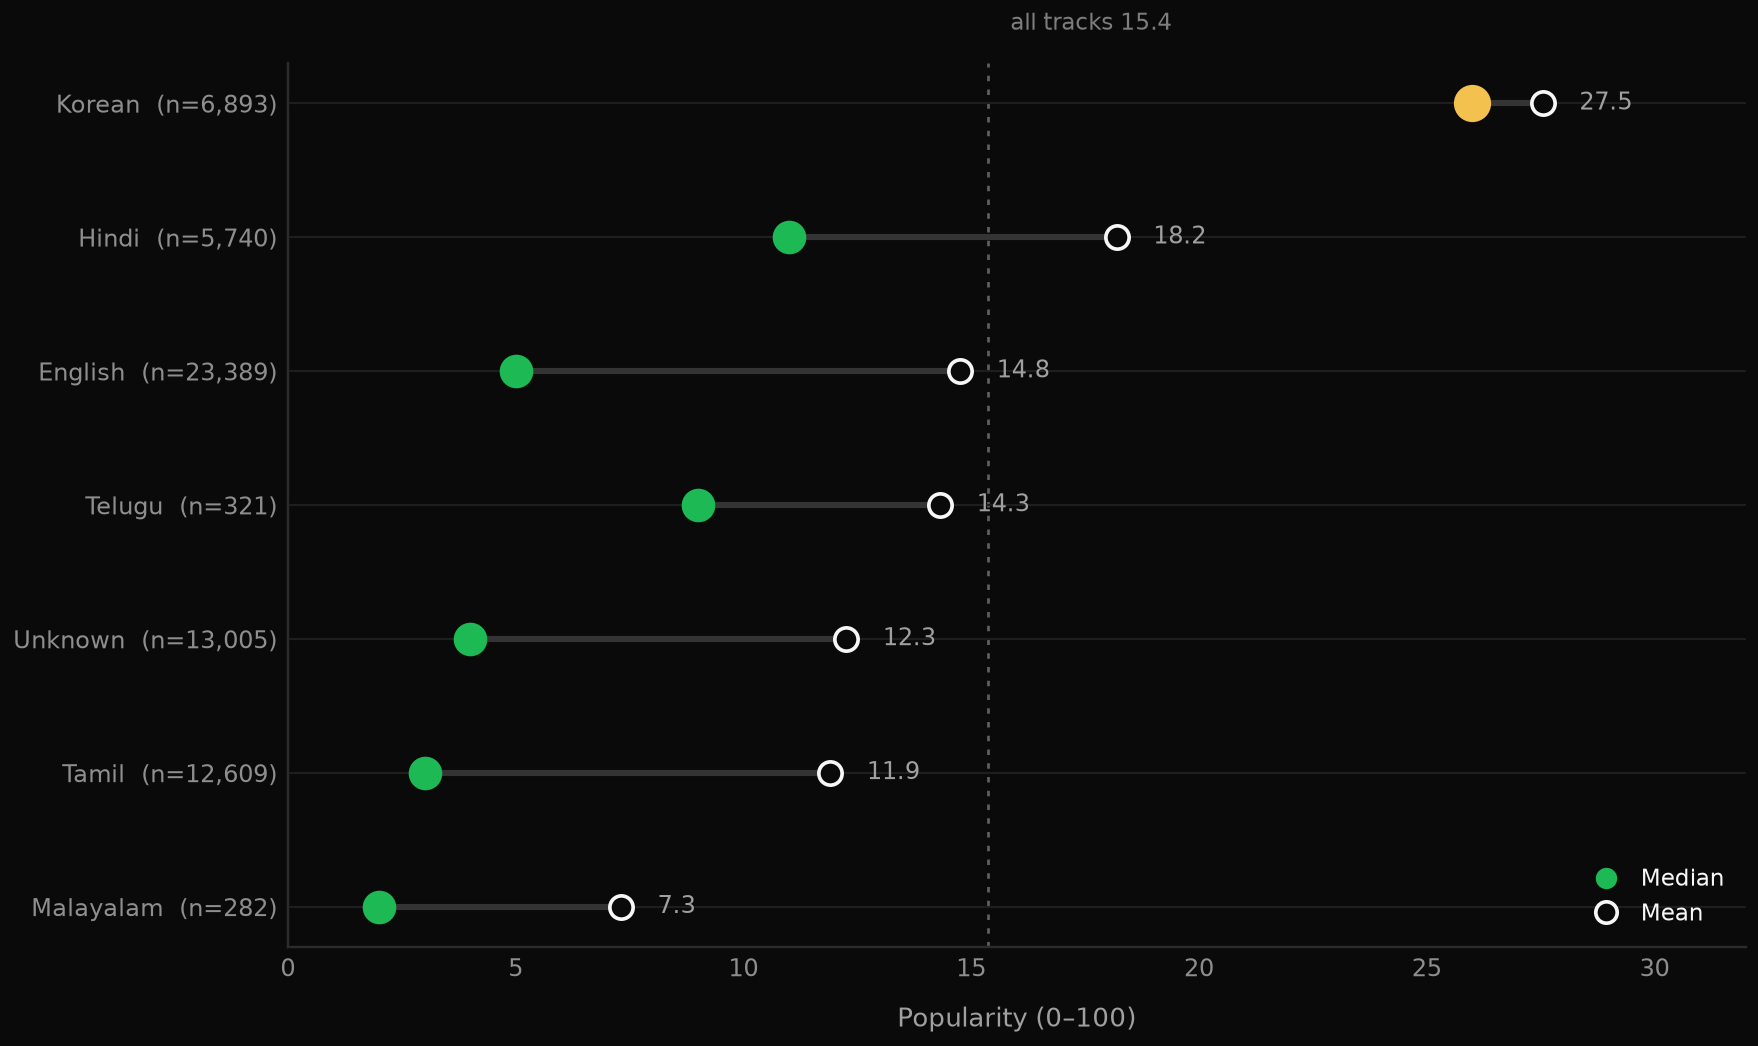 all tracks 15.4
Korean (n=6,893)
27.5
Hindi (n=5,740)
18.2
English (n=23,389)
14.8
Telugu (n=321)
14.3
Unknown (n=13,005)
12.3
Tamil (n=12,609)
11.9
Malayalam (n=282)
7.3
Median
Mean
0 5 10 15 20 25 30
Popularity (0–100)